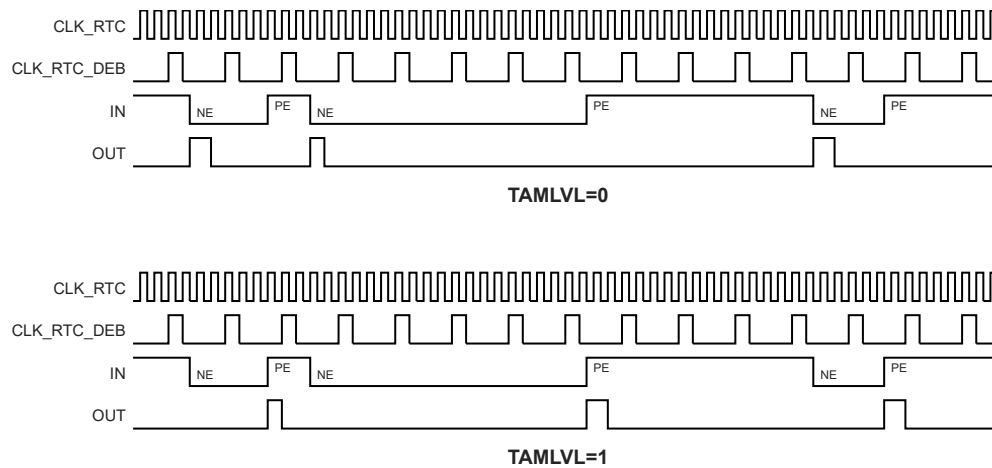 CLK_RTC
CLK_RTC_DEB
IN NE PE NE PE NE PE
OUT
TAMLVL=0
CLK_RTC
CLK_RTC_DEB
IN NE PE NE PE NE PE
OUT
TAMLVL=1